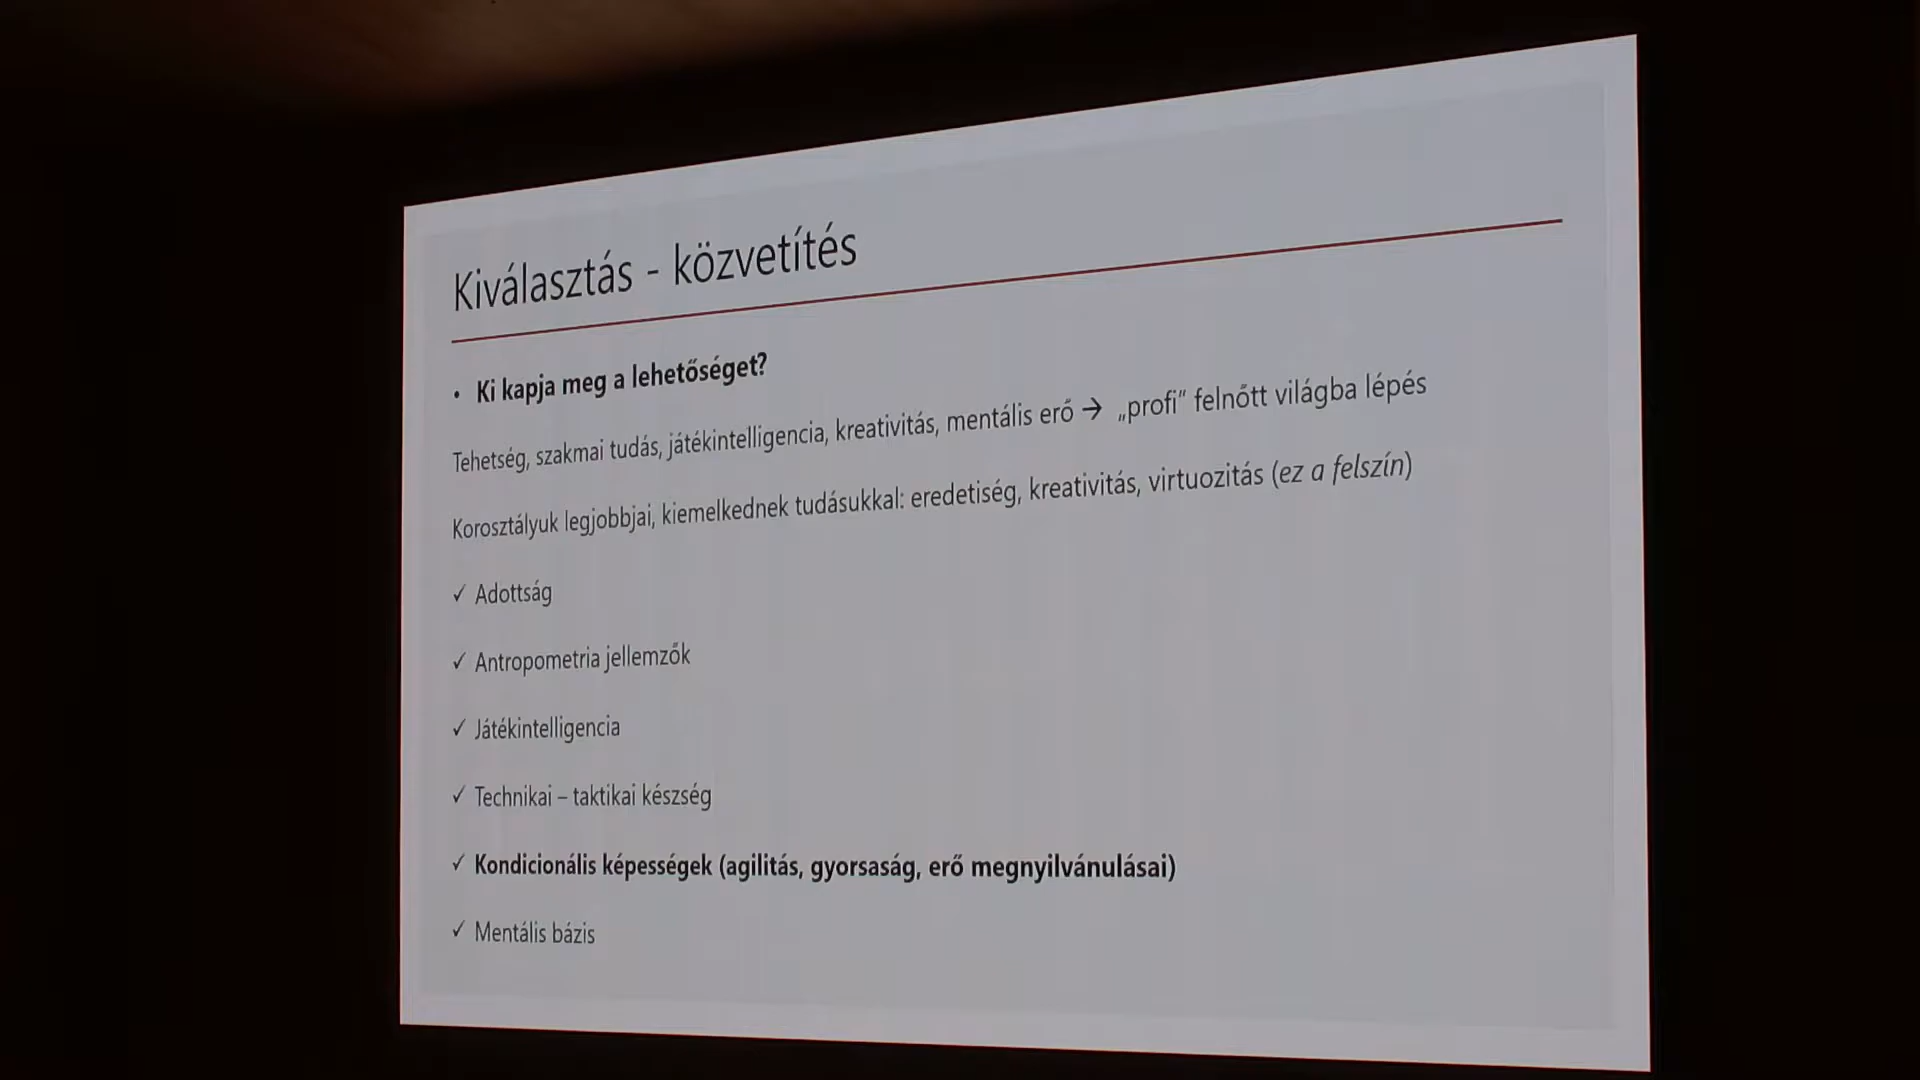 Kiválasztás - közvetítés
• Ki kapja meg a lehetőséget?
Tehetség, szakmai tudás, játékintelligencia, kreativitás, mentális erő → „profi” felnőtt világba lépés
Korosztályuk legjobbjai, kiemelkednek tudásukkal: eredetiség, kreativitás, virtuozitás (ez a felszín)
✓ Adottság
✓ Antropometria jellemzők
✓ Játékintelligencia
✓ Technikai – taktikai készség
✓ Kondicionális képességek (agilitás, gyorsaság, erő megnyilvánulásai)
✓ Mentális bázis